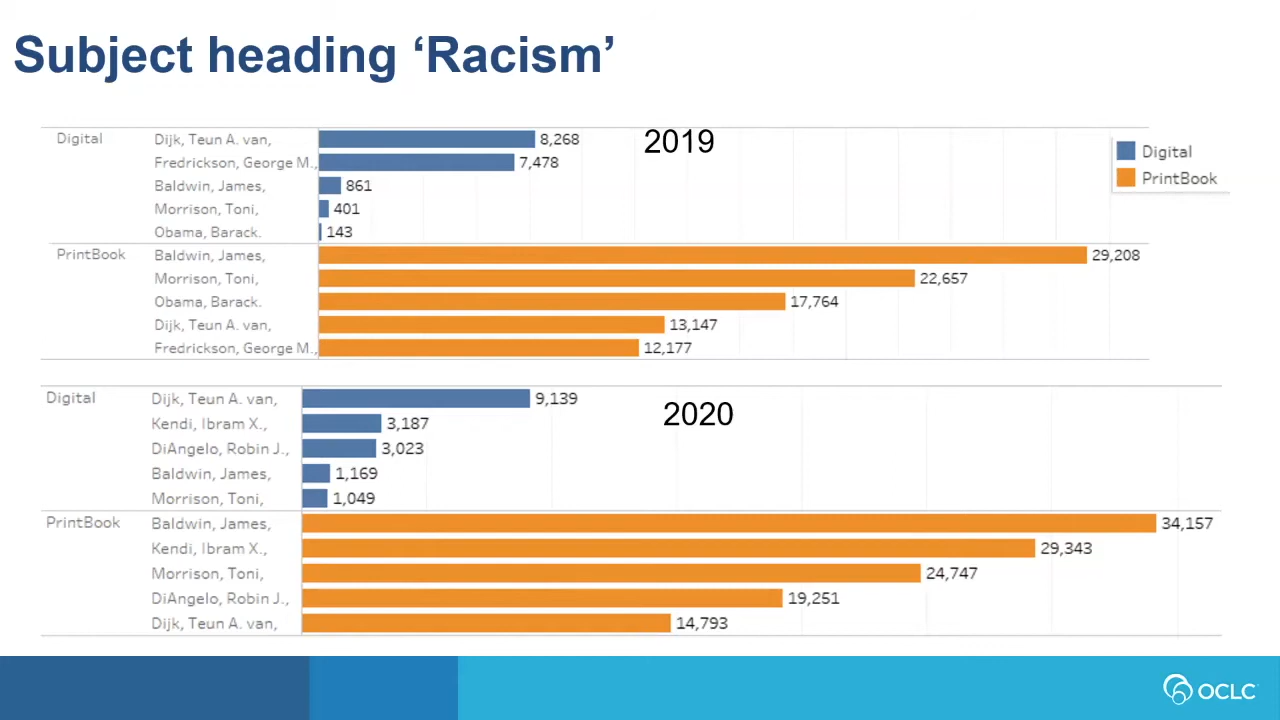 Subject heading ‘Racism’
2019
Digital
PrintBook
Digital Dijk, Teun A. van, 8,268
Fredrickson, George M., 7,478
Baldwin, James, 861
Morrison, Toni, 401
Obama, Barack. 143
PrintBook Baldwin, James, 29,208
Morrison, Toni, 22,657
Obama, Barack. 17,764
Dijk, Teun A. van, 13,147
Fredrickson, George M., 12,177
2020
Digital Dijk, Teun A. van, 9,139
Kendi, Ibram X., 3,187
DiAngelo, Robin J., 3,023
Baldwin, James, 1,169
Morrison, Toni, 1,049
PrintBook Baldwin, James, 34,157
Kendi, Ibram X., 29,343
Morrison, Toni, 24,747
DiAngelo, Robin J., 19,251
Dijk, Teun A. van, 14,793
OCLC